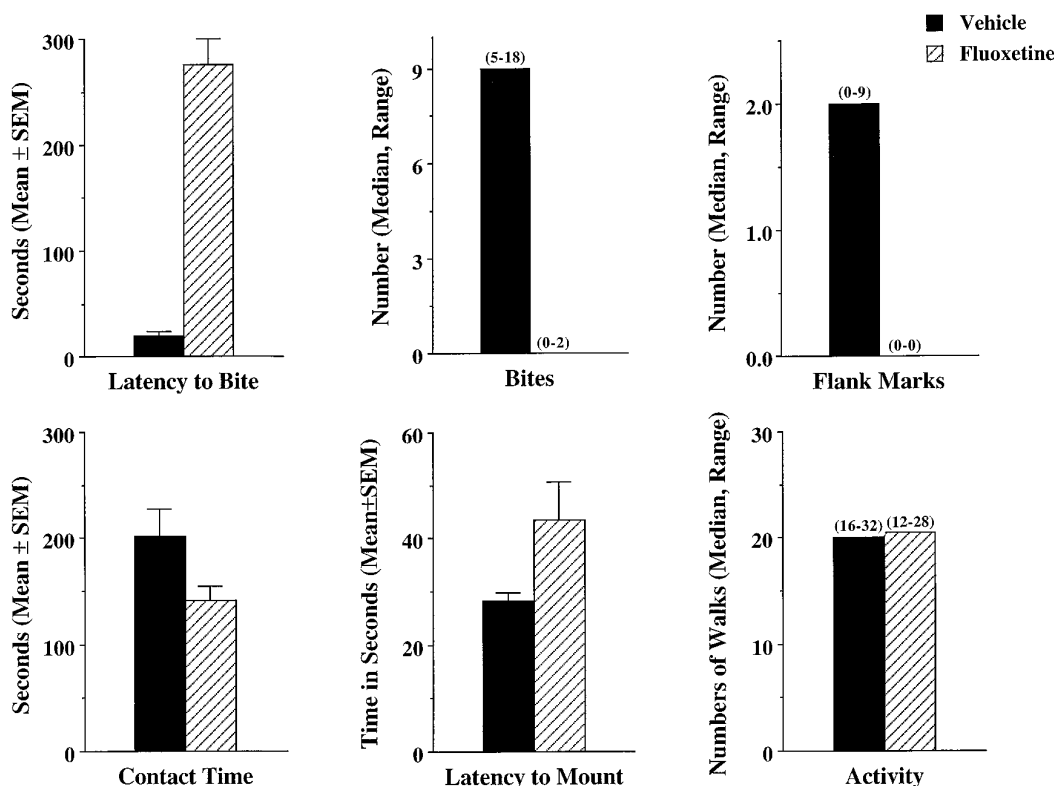 Vehicle
Fluoxetine
Seconds (Mean ± SEM)
300
200
100
0
Latency to Bite
Number (Median, Range)
9
6
3
0
(5-18)
(0-2)
Bites
Number (Median, Range)
2.0
1.0
0.0
(0-9)
(0-0)
Flank Marks
Seconds (Mean ± SEM)
300
200
100
0
Contact Time
Time in Seconds (Mean±SEM)
60
40
20
0
Latency to Mount
Numbers of Walks (Median, Range)
30
20
10
0
(16-32)
(12-28)
Activity